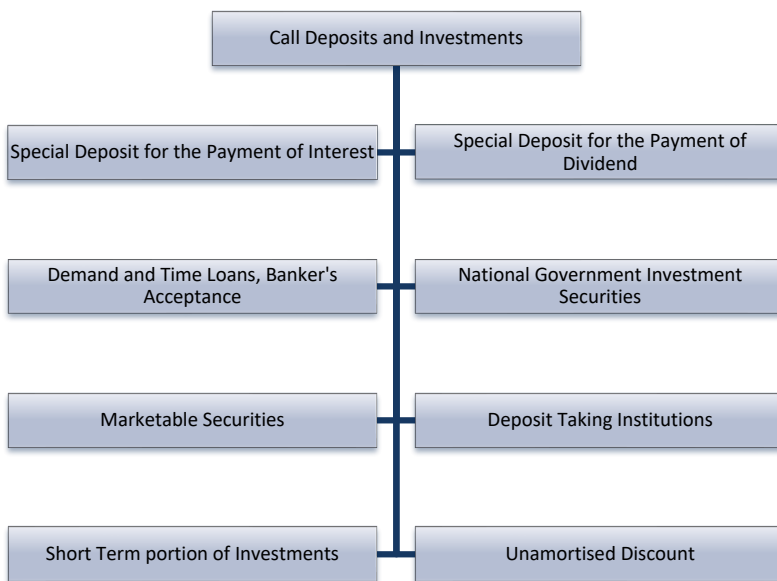 Call Deposits and Investments
Special Deposit for the Payment of Interest
Special Deposit for the Payment of
Dividend
Demand and Time Loans, Banker's
Acceptance
National Government Investment
Securities
Marketable Securities
Deposit Taking Institutions
Short Term portion of Investments
Unamortised Discount